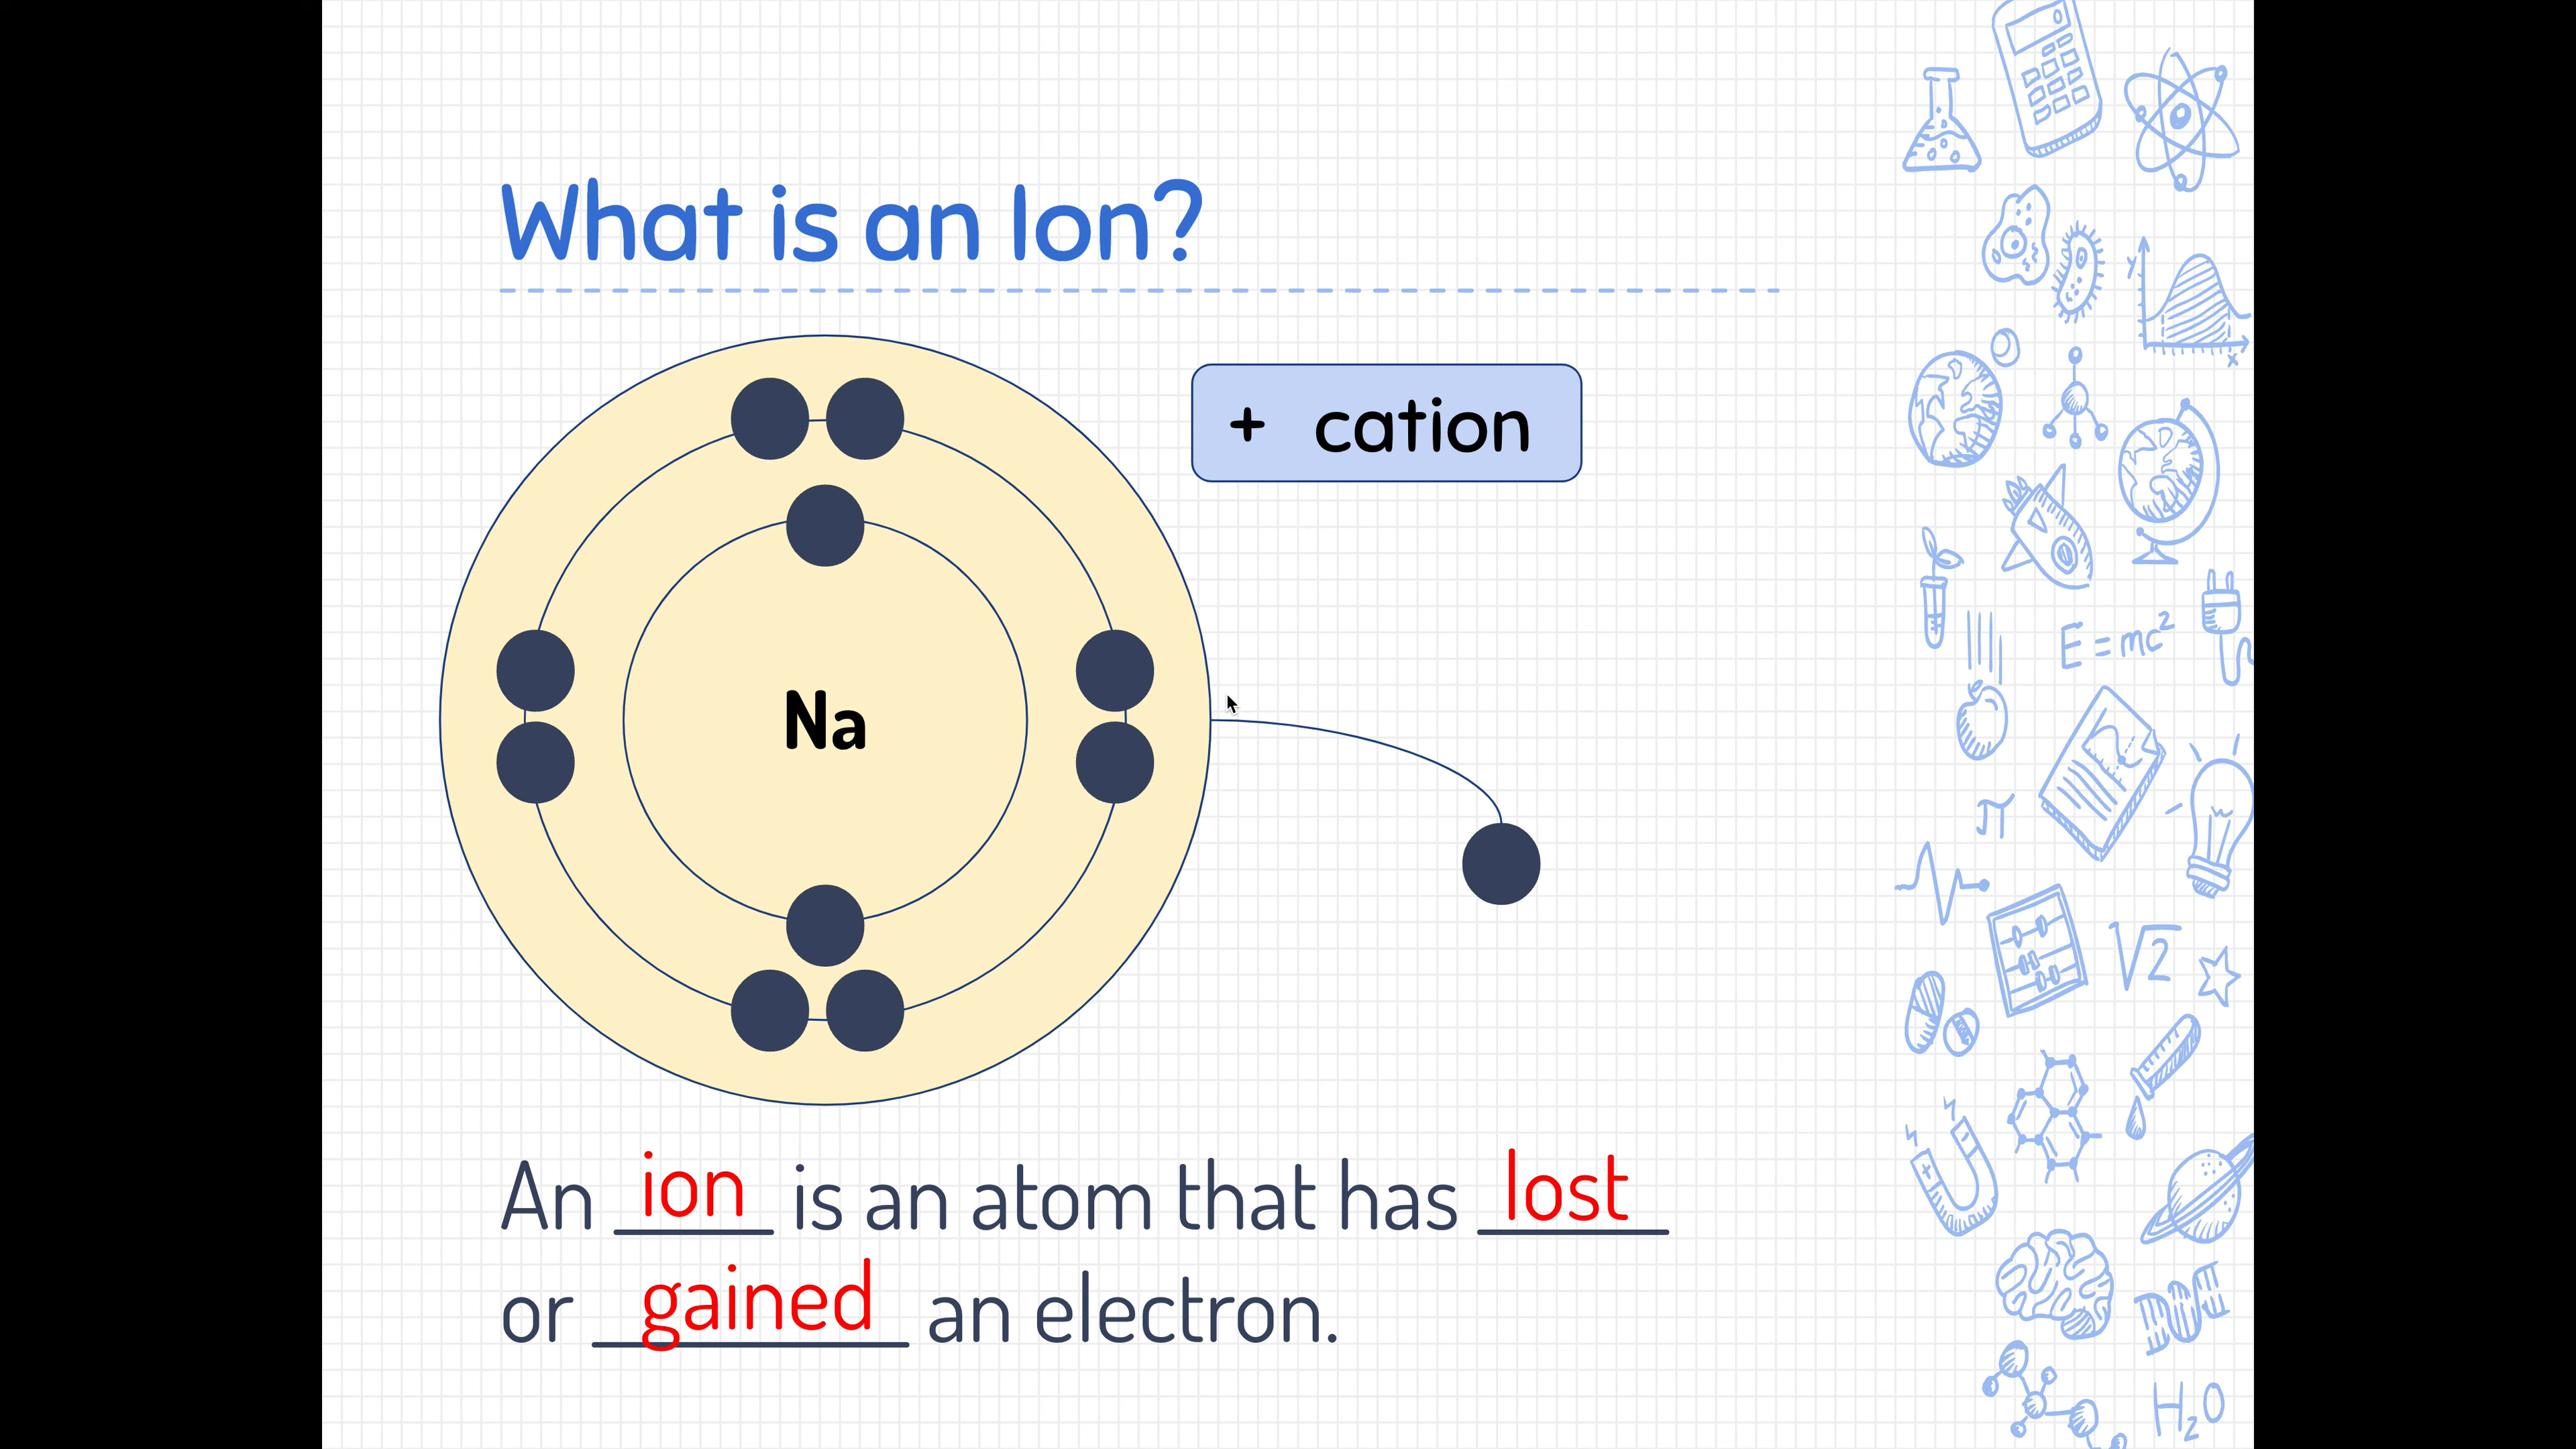 What is an Ion?
+ cation
Na
An ion is an atom that has lost
or gained an electron.
y
x
E = mc²
π
√2
H₂O